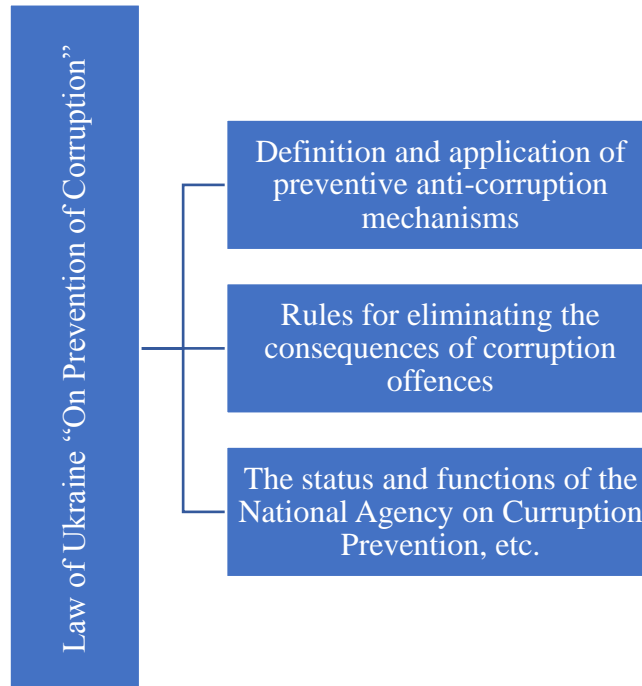 Law of Ukraine “On Prevention of Corruption”
Definition and application of
preventive anti-corruption
mechanisms
Rules for eliminating the
consequences of corruption
offences
The status and functions of the
National Agency on Curruption
Prevention, etc.